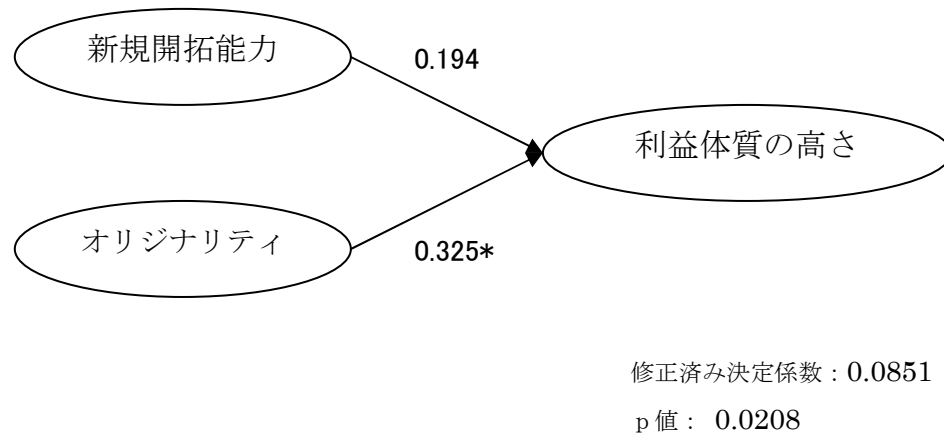 新規開拓能力
0.194
利益体質の高さ
オリジナリティ
0.325*
修正済み決定係数：0.0851
ｐ値： 0.0208